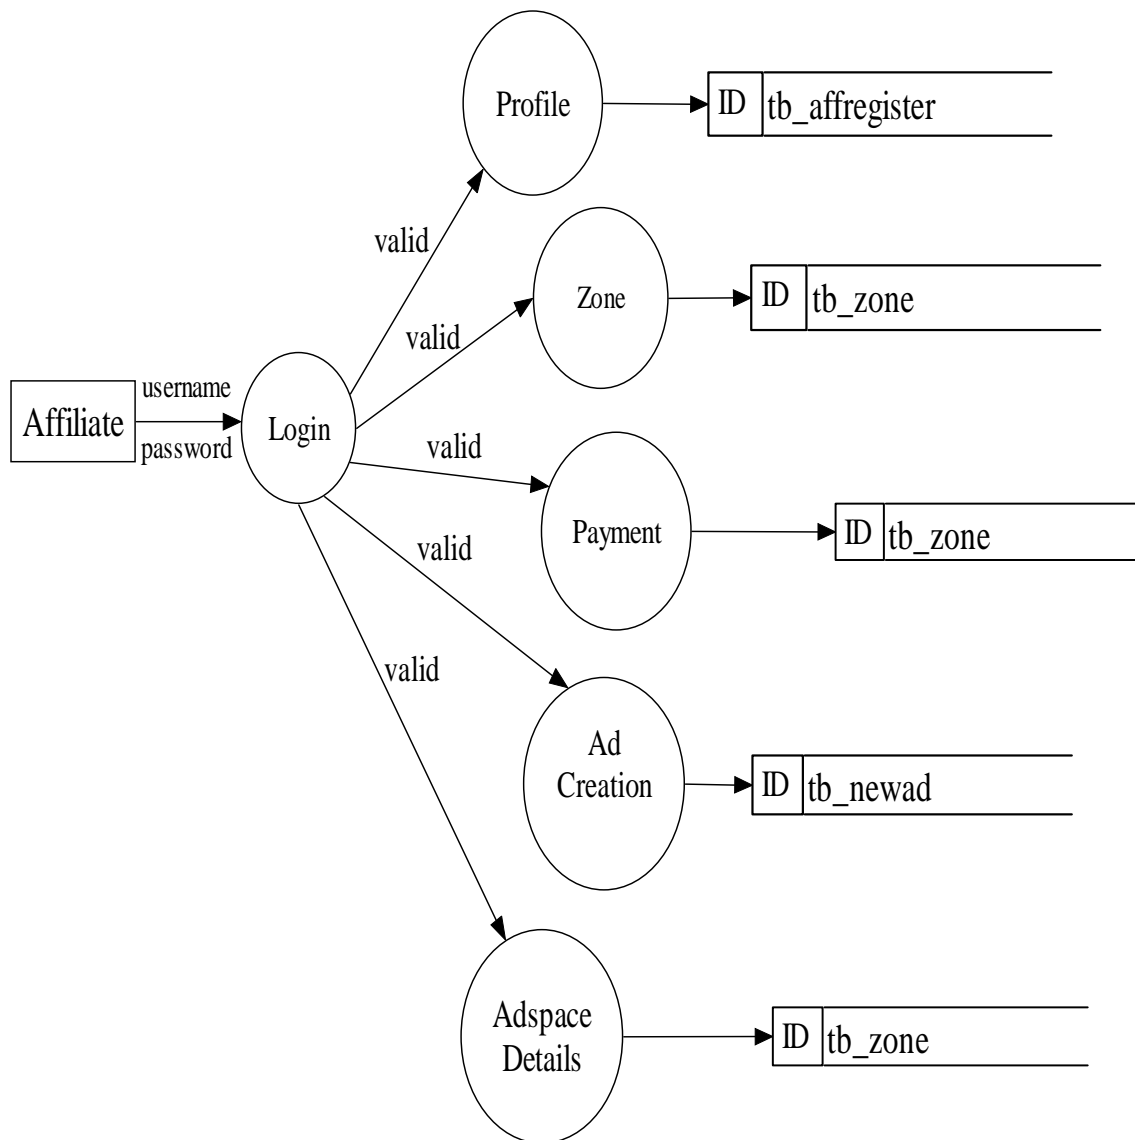 Profile
ID
tb_affregister
valid
Zone
ID
tb_zone
valid
Affiliate
username
password
Login
valid
Payment
ID
tb_zone
valid
Ad
Creation
ID
tb_newad
valid
Adspace
Details
ID
tb_zone